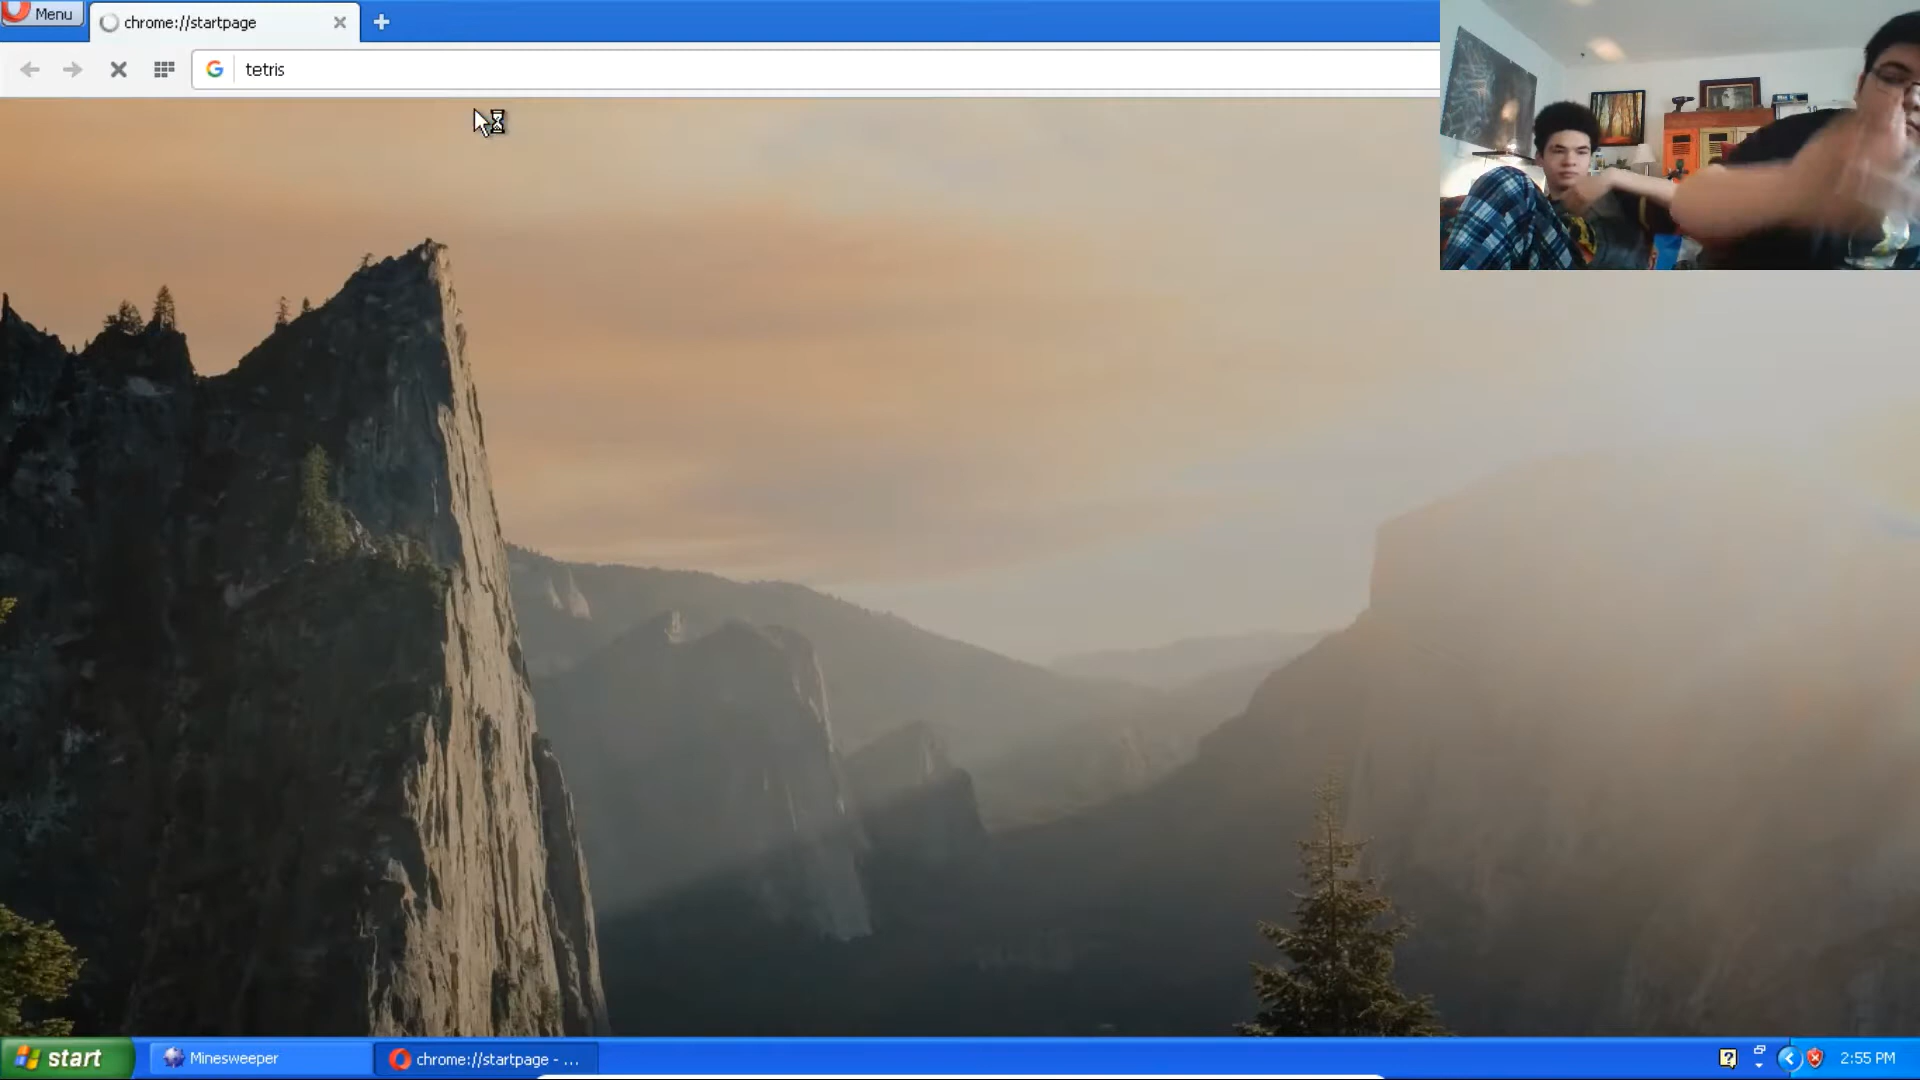 Menu
chrome://startpage
tetris
start
Minesweeper
chrome://startpage - ...
2:55 PM